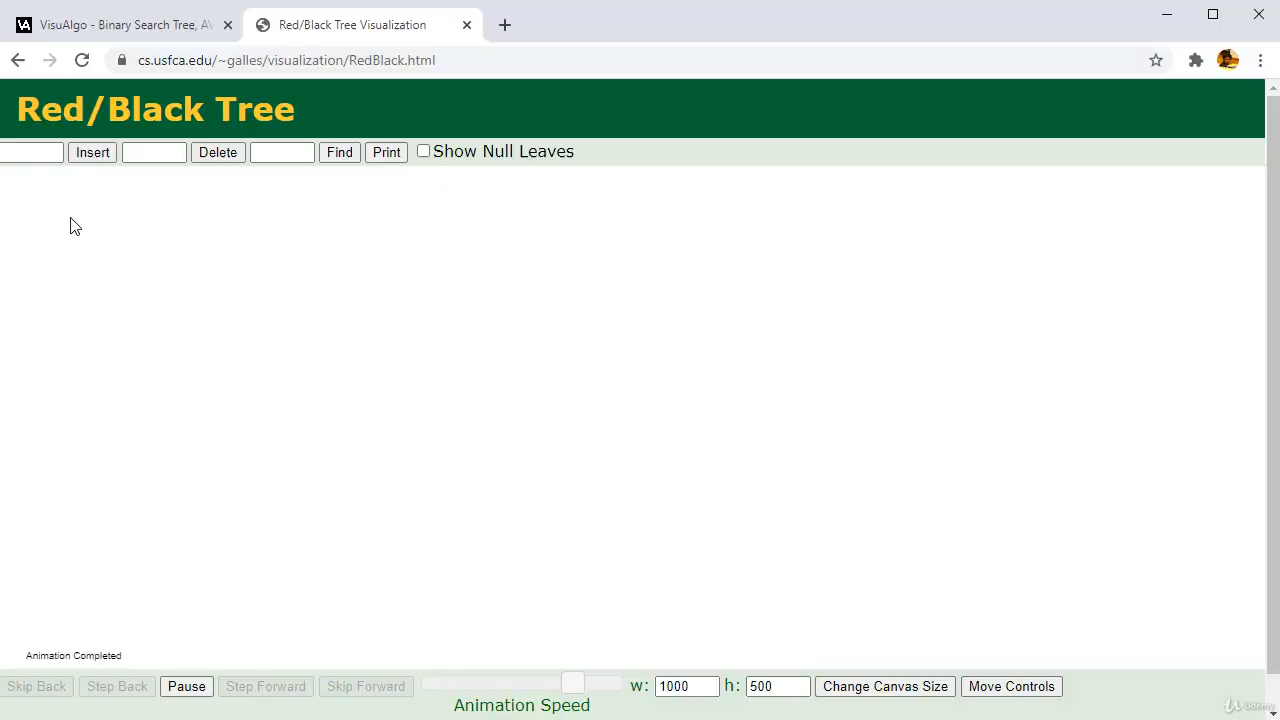 VisuAlgo - Binary Search Tree, AV
Red/Black Tree Visualization
cs.usfca.edu/~galles/visualization/RedBlack.html
Red/Black Tree
Insert Delete Find Print Show Null Leaves
Animation Completed
Skip Back Step Back Pause Step Forward Skip Forward w: 1000 h: 500 Change Canvas Size Move Controls
Animation Speed
Udemy